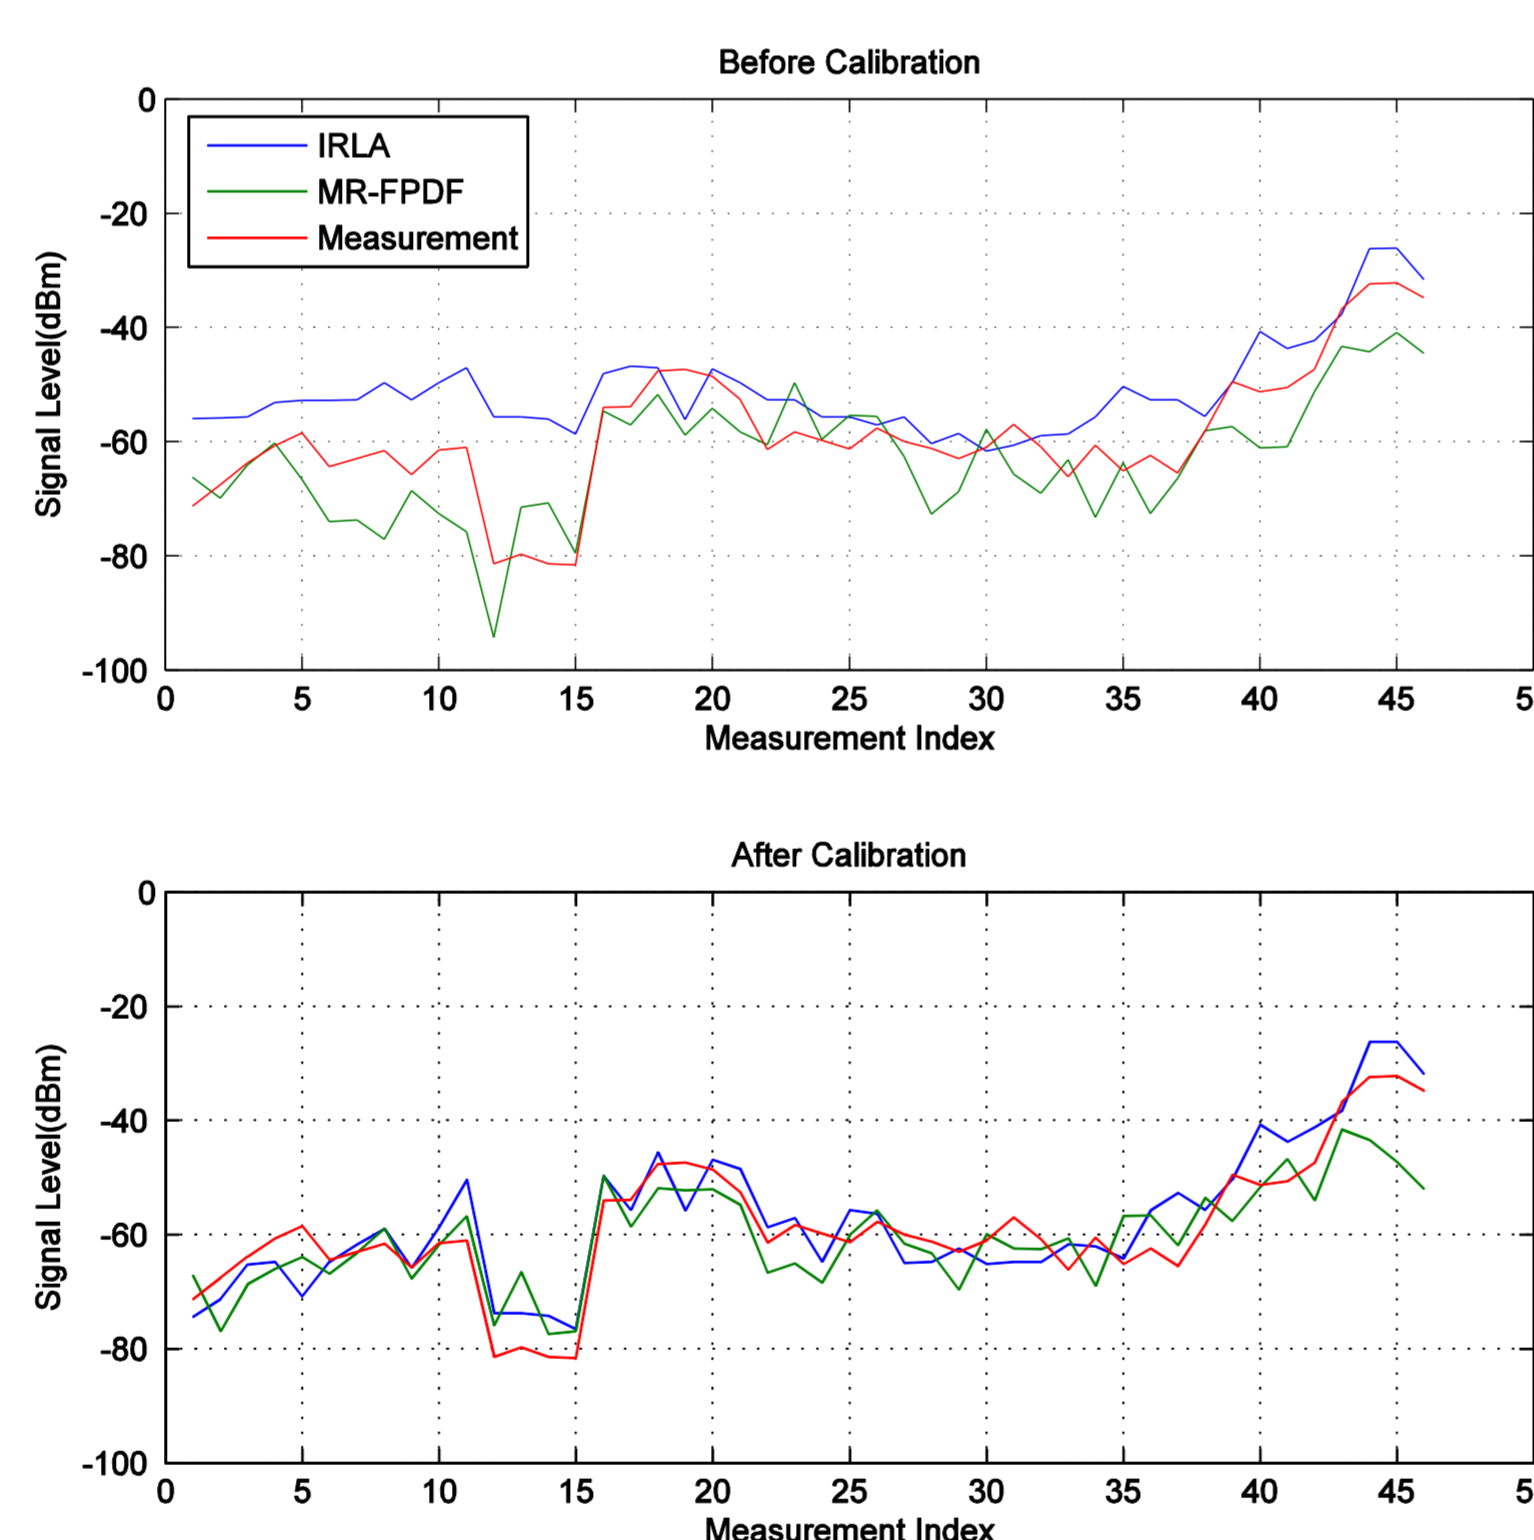 Before Calibration
0
-20
-40
-60
-80
-100
Signal Level(dBm)
IRLA
MR-FPDF
Measurement
0 5 10 15 20 25 30 35 40 45 5
Measurement Index
After Calibration
0
-20
-40
-60
-80
-100
Signal Level(dBm)
0 5 10 15 20 25 30 35 40 45 5
Measurement Index